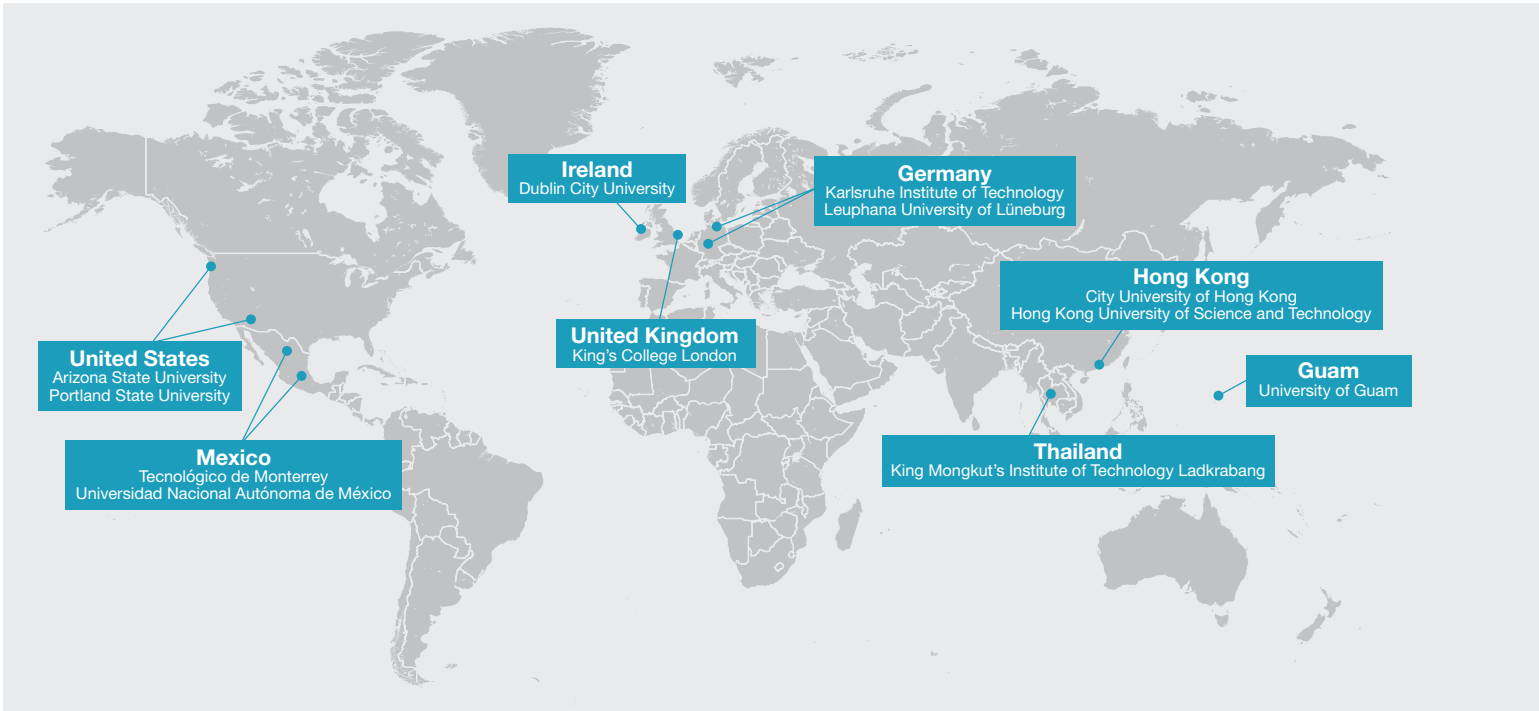 Ireland
Dublin City University
Germany
Karlsruhe Institute of Technology
Leuphana University of Lüneburg
Hong Kong
City University of Hong Kong
Hong Kong University of Science and Technology
United Kingdom
King’s College London
United States
Arizona State University
Portland State University
Guam
University of Guam
Mexico
Tecnológico de Monterrey
Universidad Nacional Autónoma de México
Thailand
King Mongkut’s Institute of Technology Ladkrabang